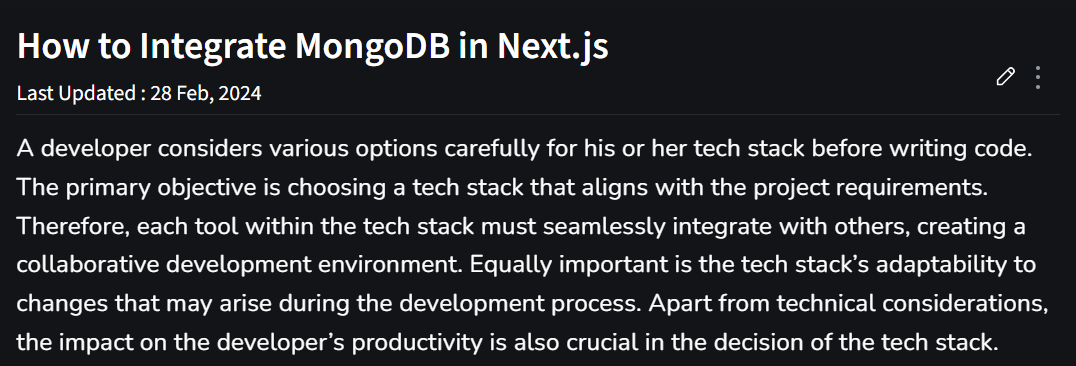 How to Integrate MongoDB in Next.js
Last Updated : 28 Feb, 2024
A developer considers various options carefully for his or her tech stack before writing code.
The primary objective is choosing a tech stack that aligns with the project requirements.
Therefore, each tool within the tech stack must seamlessly integrate with others, creating a
collaborative development environment. Equally important is the tech stack’s adaptability to
changes that may arise during the development process. Apart from technical considerations,
the impact on the developer’s productivity is also crucial in the decision of the tech stack.